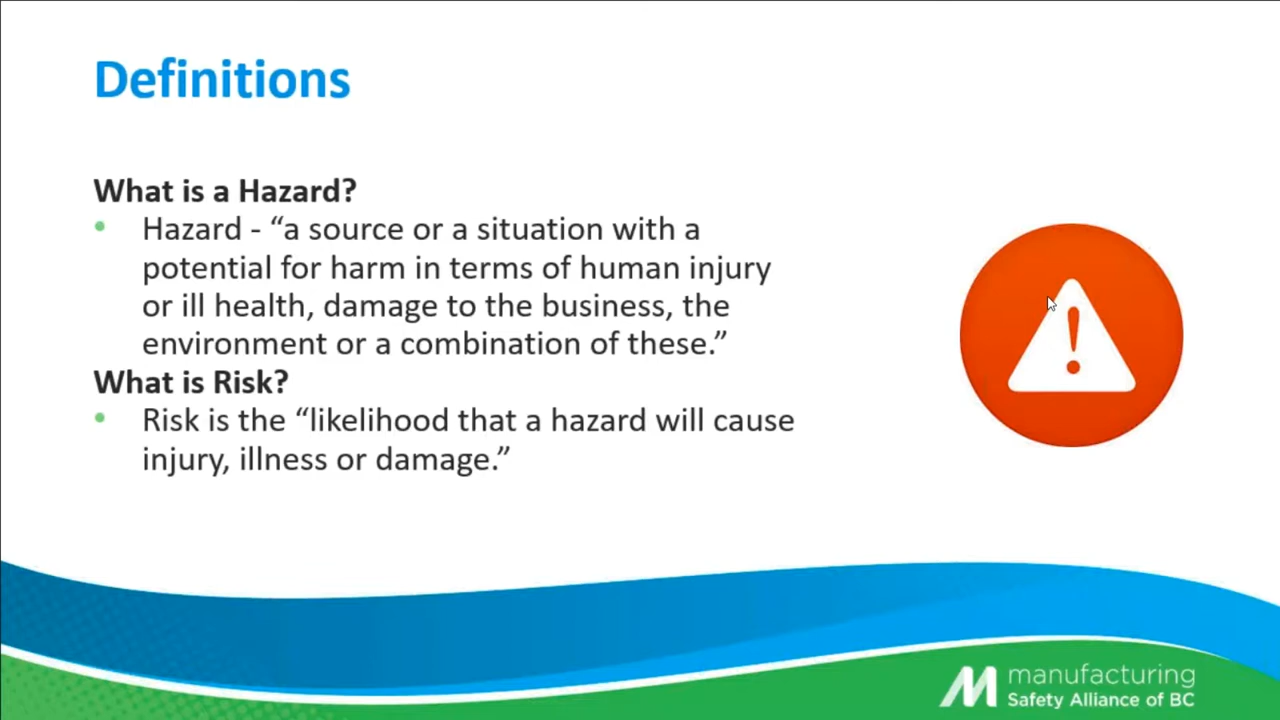 Definitions
What is a Hazard?
• Hazard - “a source or a situation with a
potential for harm in terms of human injury
or ill health, damage to the business, the
environment or a combination of these.”
What is Risk?
• Risk is the “likelihood that a hazard will cause
injury, illness or damage.”
manufacturing
Safety Alliance of BC